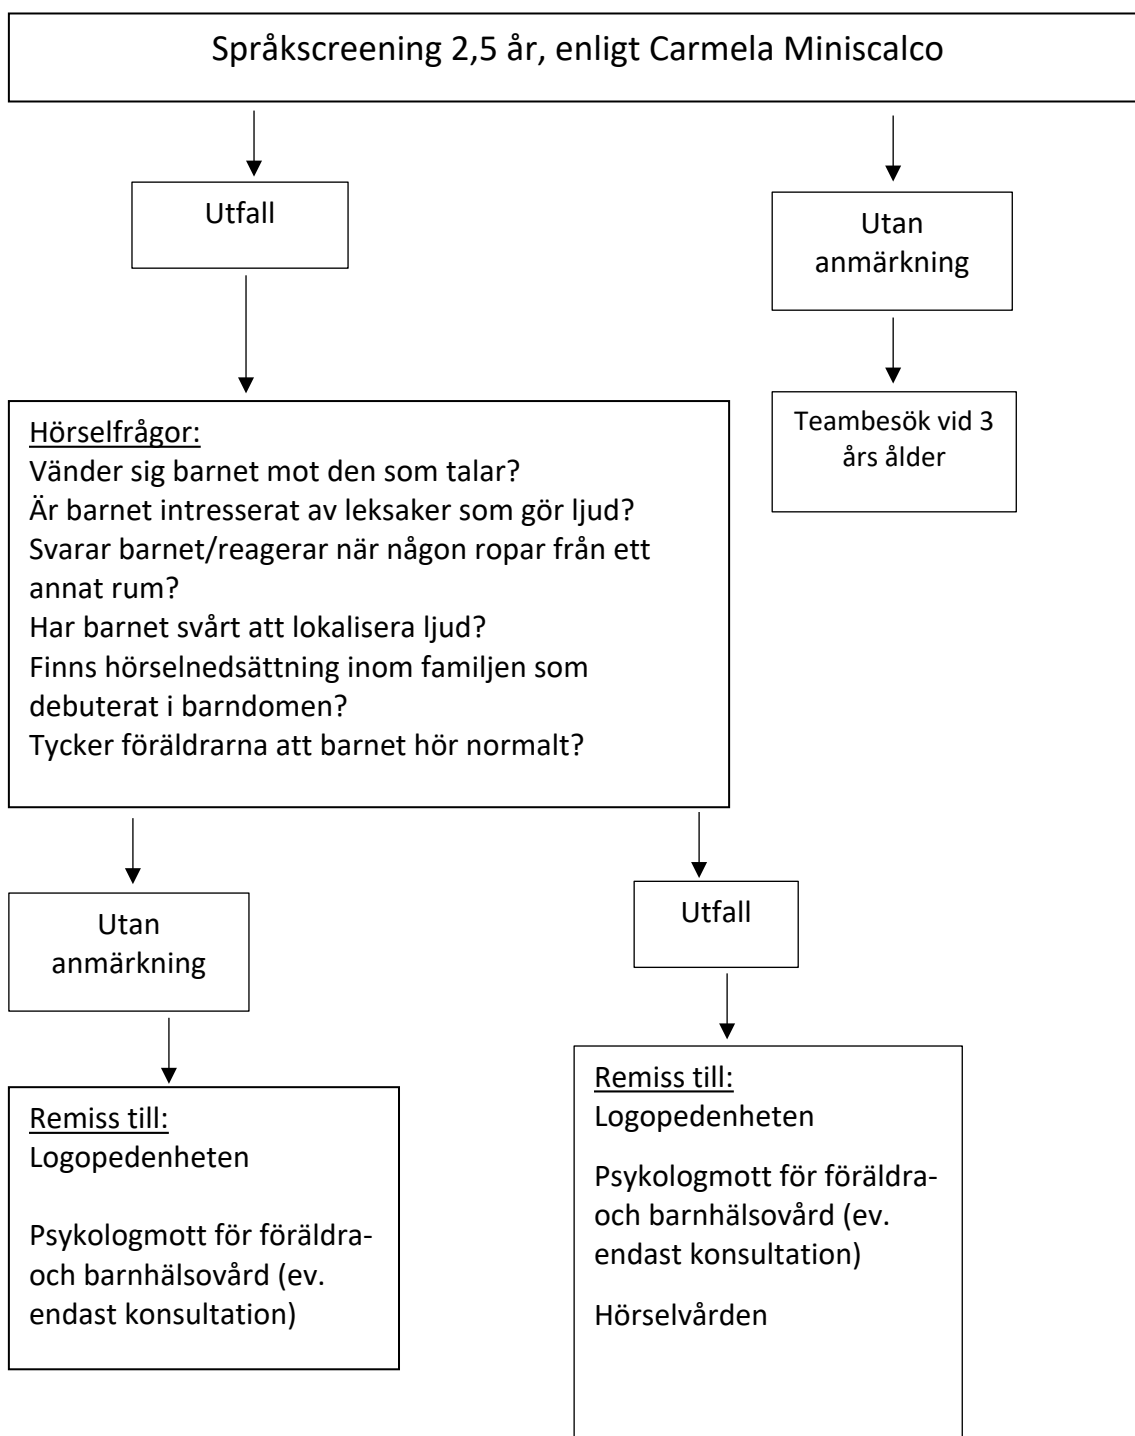 Språkscreening 2,5 år, enligt Carmela Miniscalco
Utfall
Utan
anmärkning
Teambesök vid 3
års ålder
Hörselfrågor:
Vänder sig barnet mot den som talar?
Är barnet intresserat av leksaker som gör ljud?
Svarar barnet/reagerar när någon ropar från ett
annat rum?
Har barnet svårt att lokalisera ljud?
Finns hörselnedsättning inom familjen som
debuterat i barndomen?
Tycker föräldrarna att barnet hör normalt?
Utan
anmärkning
Utfall
Remiss till:
Logopedenheten
Psykologmott för föräldra-
och barnhälsovård (ev.
endast konsultation)
Remiss till:
Logopedenheten
Psykologmott för föräldra-
och barnhälsovård (ev.
endast konsultation)
Hörselvården